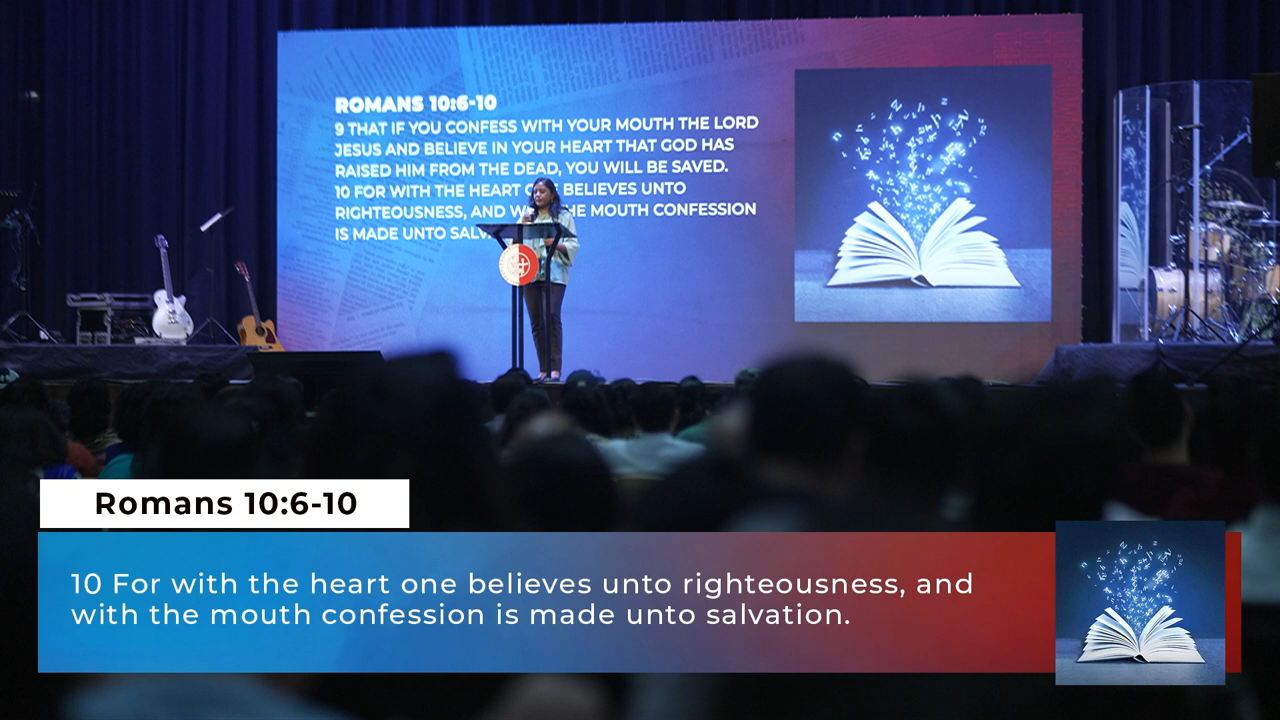 ROMANS 10:6-10
9 THAT IF YOU CONFESS WITH YOUR MOUTH THE LORD
JESUS AND BELIEVE IN YOUR HEART THAT GOD HAS
RAISED HIM FROM THE DEAD, YOU WILL BE SAVED.
10 FOR WITH THE HEART BELIEVES UNTO
RIGHTEOUSNESS, AND MOUTH CONFESSION
IS MADE UNTO
Romans 10:6-10
10 For with the heart one believes unto righteousness, and
with the mouth confession is made unto salvation.